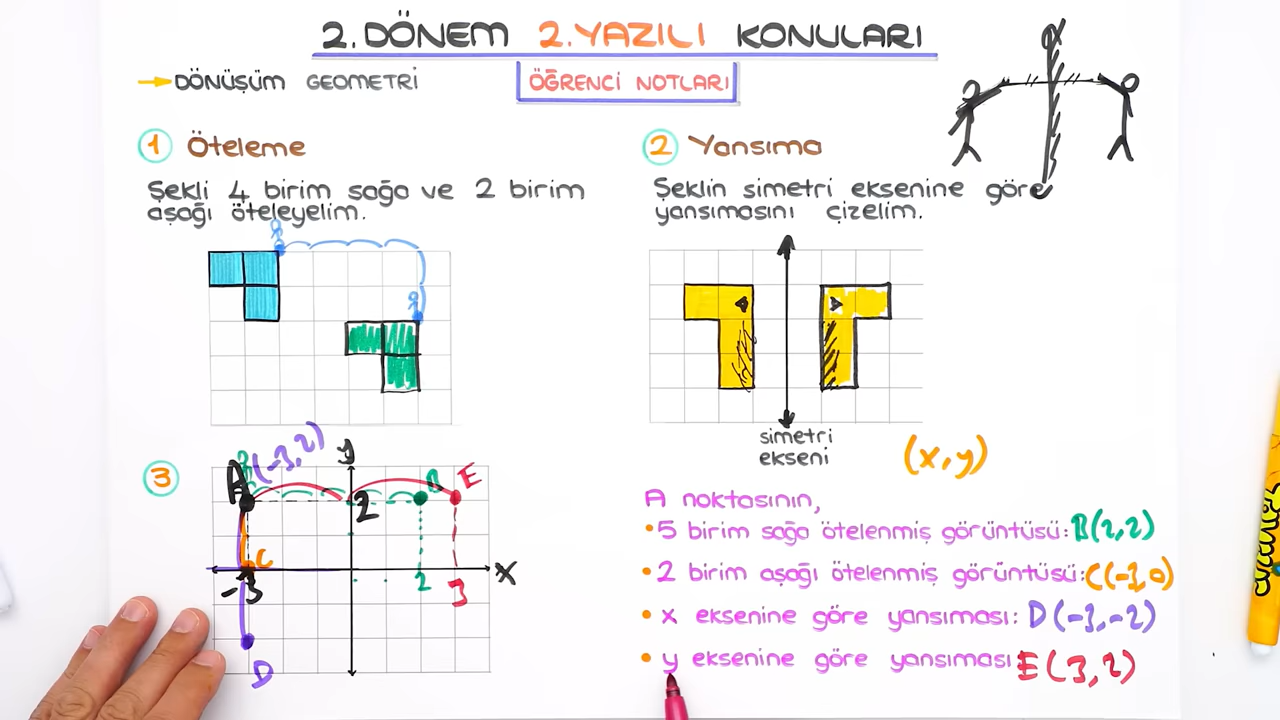 2.DÖNEM 2.YAZILI KONULARI
→DÖNÜŞÜM GEOMETRİ
ÖĞRENCİ NOTLARI
1 Öteleme
Şekli 4 birim sağa ve 2 birim
aşağı öteleyelim.
2 Yansıma
Şeklin simetri eksenine göre
yansımasını çizelim.
simetri
ekseni
(x,y)
3
A (-3,2)
y
B
E
2
C
x
-3
2
3
D
A noktasının,
•5 birim sağa ötelenmiş görüntüsü: B(2,2)
•2 birim aşağı ötelenmiş görüntüsü: C(-3,0)
• x eksenine göre yansıması: D(-3,-2)
• y eksenine göre yansıması E(3,2)